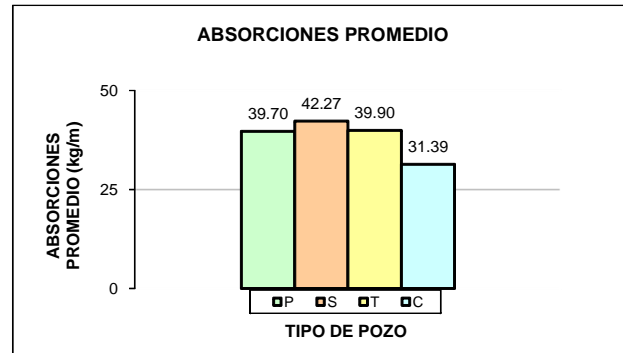 ABSORCIONES PROMEDIO
50
25
0
ABSORCIONES
PROMEDIO (kg/m)
39.70
42.27
39.90
31.39
P S T C
TIPO DE POZO